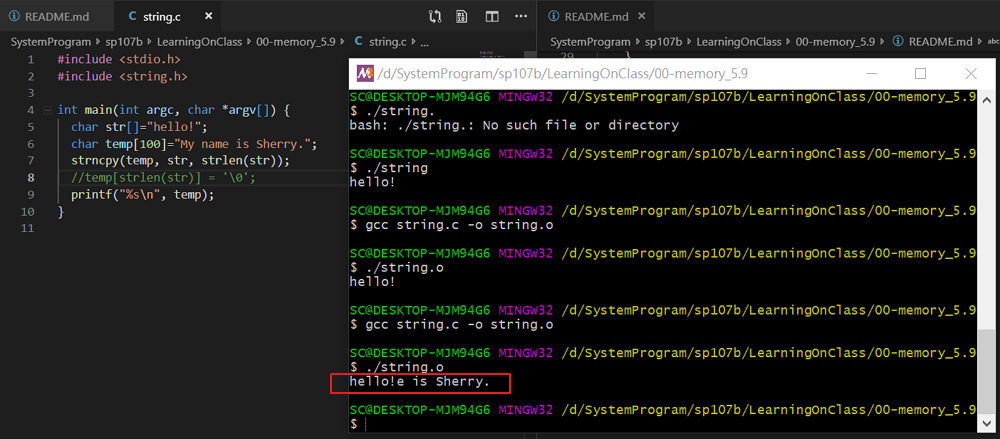 README.md
string.c
README.md
SystemProgram > sp107b > LearningOnClass > 00-memory_5.9 > string.c > ...
SystemProgram > sp107b > LearningOnClass > 00-memory_5.9 > README.md > abc
1 #include <stdio.h>
2 #include <string.h>
3
4 int main(int argc, char *argv[]) {
5 char str[]="hello!";
6 char temp[100]="My name is Sherry.";
7 strncpy(temp, str, strlen(str));
8 //temp[strlen(str)] = '\0';
9 printf("%s\n", temp);
10 }
11
29 }
/d/SystemProgram/sp107b/LearningOnClass/00-memory_5.9
SC@DESKTOP-MJM94G6 MINGW32 /d/SystemProgram/sp107b/LearningOnClass/00-memory_5.9
$ ./string.
bash: ./string.: No such file or directory
SC@DESKTOP-MJM94G6 MINGW32 /d/SystemProgram/sp107b/LearningOnClass/00-memory_5.9
$ ./string
hello!
SC@DESKTOP-MJM94G6 MINGW32 /d/SystemProgram/sp107b/LearningOnClass/00-memory_5.9
$ gcc string.c -o string.o
SC@DESKTOP-MJM94G6 MINGW32 /d/SystemProgram/sp107b/LearningOnClass/00-memory_5.9
$ ./string.o
hello!
SC@DESKTOP-MJM94G6 MINGW32 /d/SystemProgram/sp107b/LearningOnClass/00-memory_5.9
$ gcc string.c -o string.o
SC@DESKTOP-MJM94G6 MINGW32 /d/SystemProgram/sp107b/LearningOnClass/00-memory_5.9
$ ./string.o
hello!e is Sherry.
SC@DESKTOP-MJM94G6 MINGW32 /d/SystemProgram/sp107b/LearningOnClass/00-memory_5.9
$